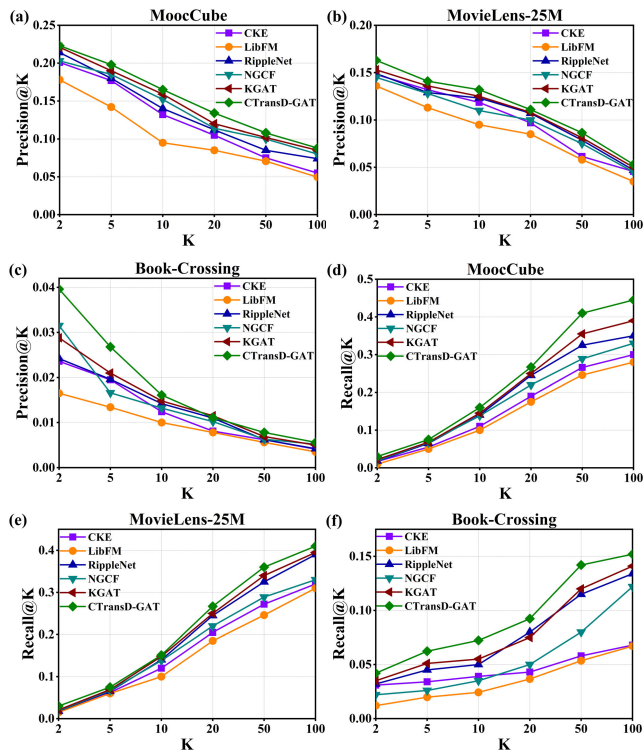 (a)
MoocCube
0.25
0.20
0.15
0.10
0.05
0.00
Precision@K
CKE
LibFM
RippleNet
NGCF
KGAT
CTransD-GAT
2
5
10
20
50
100
K
(b)
MovieLens-25M
0.20
0.15
0.10
0.05
0.00
Precision@K
CKE
LibFM
RippleNet
NGCF
KGAT
CTransD-GAT
2
5
10
20
50
100
K
(c)
Book-Crossing
0.04
0.03
0.02
0.01
0.00
Precision@K
CKE
LibFM
RippleNet
NGCF
KGAT
CTransD-GAT
2
5
10
20
50
100
K
(d)
MoocCube
0.5
0.4
0.3
0.2
0.1
0.0
Recall@K
CKE
LibFM
RippleNet
NGCF
KGAT
CTransD-GAT
2
5
10
20
50
100
K
(e)
MovieLens-25M
0.4
0.3
0.2
0.1
0.0
Recall@K
CKE
LibFM
RippleNet
NGCF
KGAT
CTransD-GAT
2
5
10
20
50
100
K
(f)
Book-Crossing
0.15
0.10
0.05
0.00
Recall@K
CKE
LibFM
RippleNet
NGCF
KGAT
CTransD-GAT
2
5
10
20
50
100
K